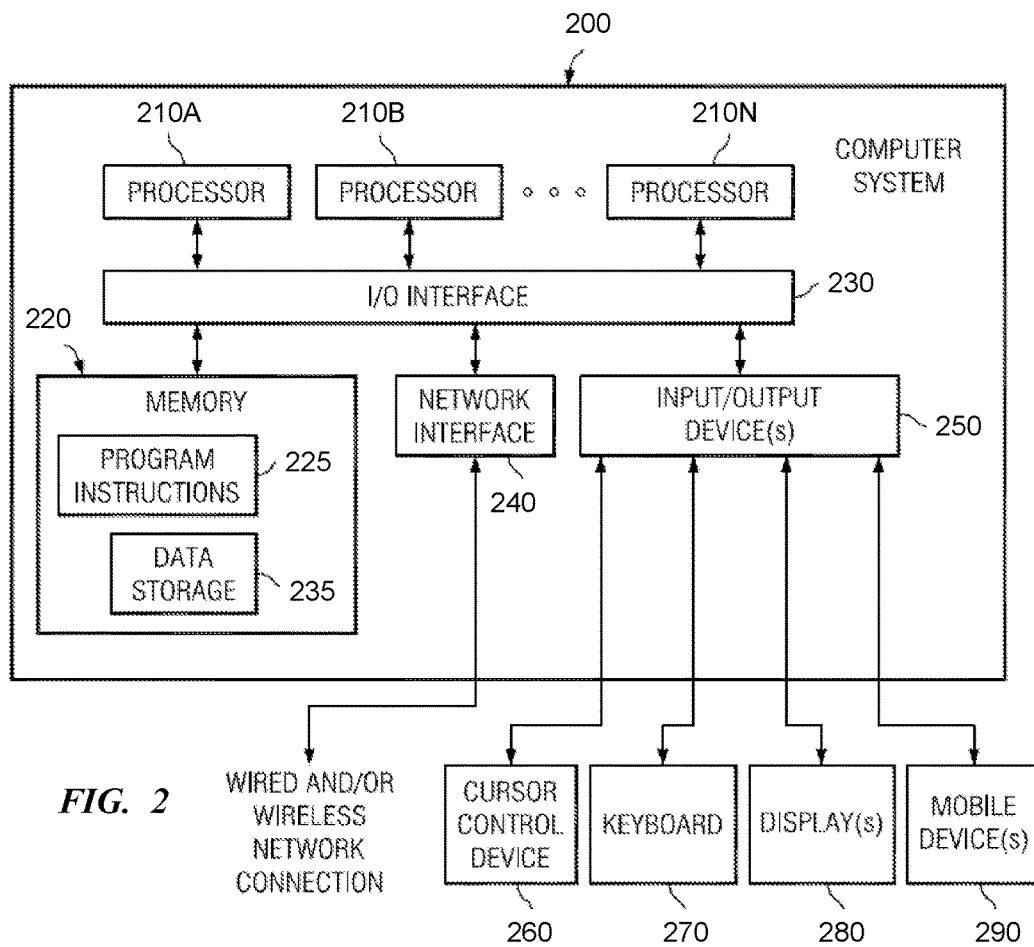 200
210A
210B
210N
COMPUTER
SYSTEM
PROCESSOR
PROCESSOR
PROCESSOR
I/O INTERFACE
230
220
MEMORY
PROGRAM
INSTRUCTIONS
225
DATA
STORAGE
235
NETWORK
INTERFACE
240
INPUT/OUTPUT
DEVICE(s)
250
FIG. 2
WIRED AND/OR
WIRELESS
NETWORK
CONNECTION
CURSOR
CONTROL
DEVICE
KEYBOARD
DISPLAY(s)
MOBILE
DEVICE(s)
260
270
280
290